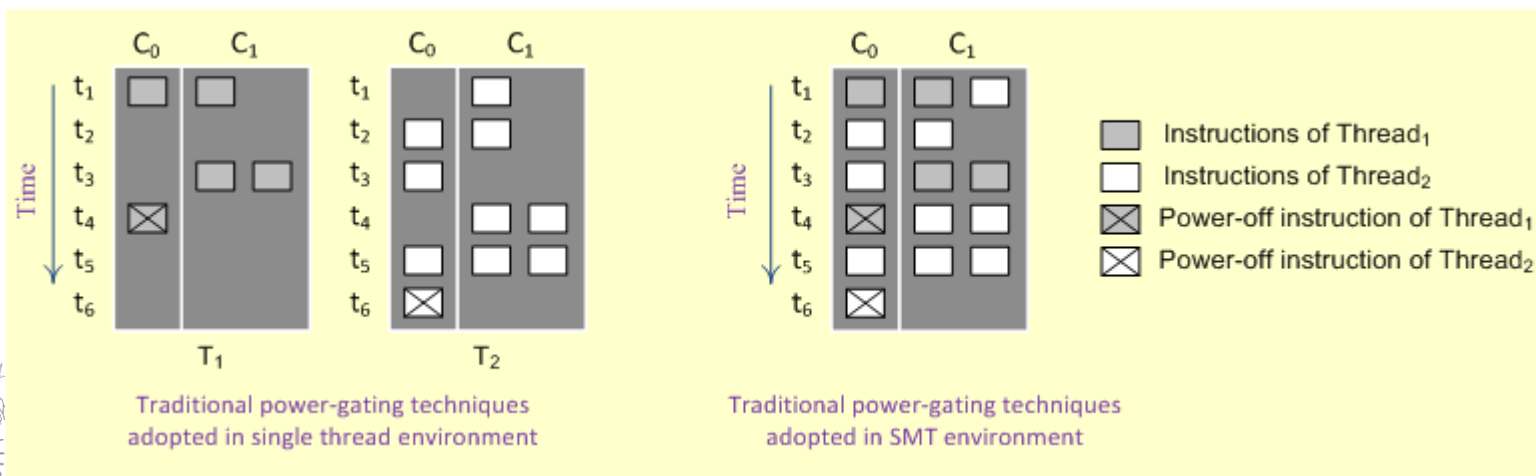 C₀ C₁ C₀ C₁ C₀ C₁
t₁ t₁ t₁
t₂ t₂ t₂ Instructions of Thread₁
t₃ t₃ t₃ Instructions of Thread₂
t₄ t₄ t₄ Power-off instruction of Thread₁
t₅ t₅ t₅ Power-off instruction of Thread₂
t₆ t₆ t₆
Time Time
T₁ T₂
Traditional power-gating techniques
adopted in single thread environment
Traditional power-gating techniques
adopted in SMT environment